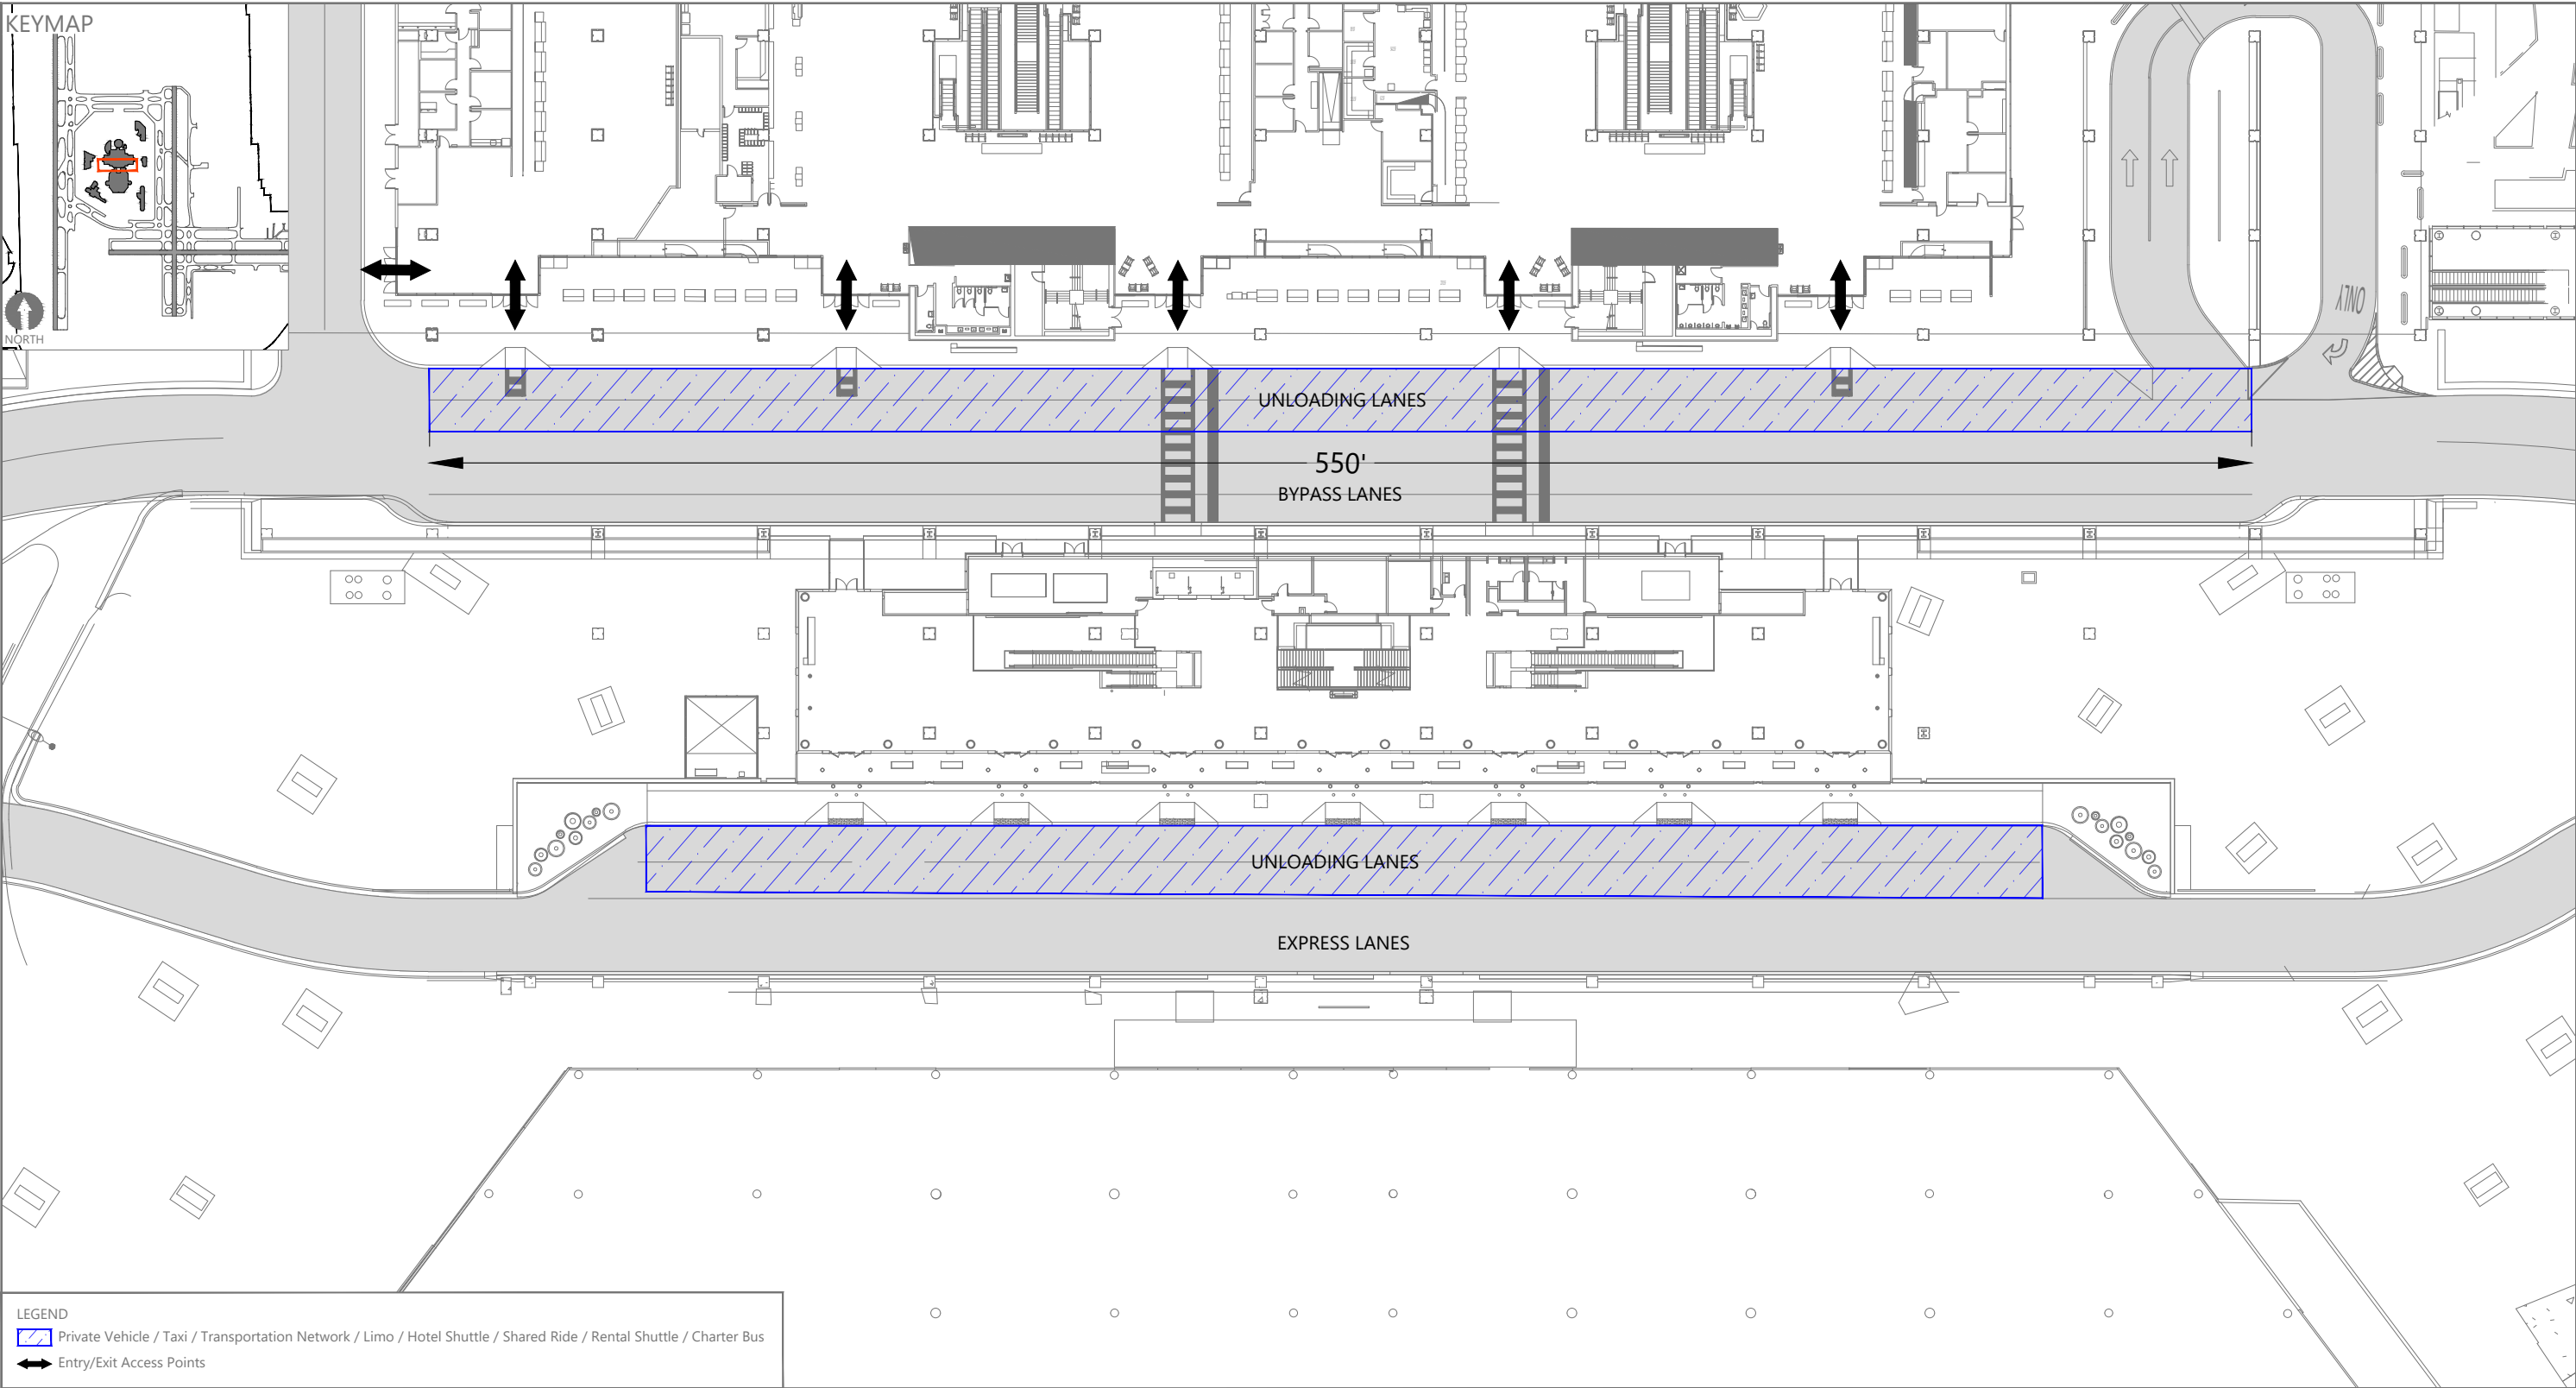 KEYMAP
NORTH
ONLY
UNLOADING LANES
550'
BYPASS LANES
UNLOADING LANES
EXPRESS LANES
LEGEND
Private Vehicle / Taxi / Transportation Network / Limo / Hotel Shuttle / Shared Ride / Rental Shuttle / Charter Bus
Entry/Exit Access Points